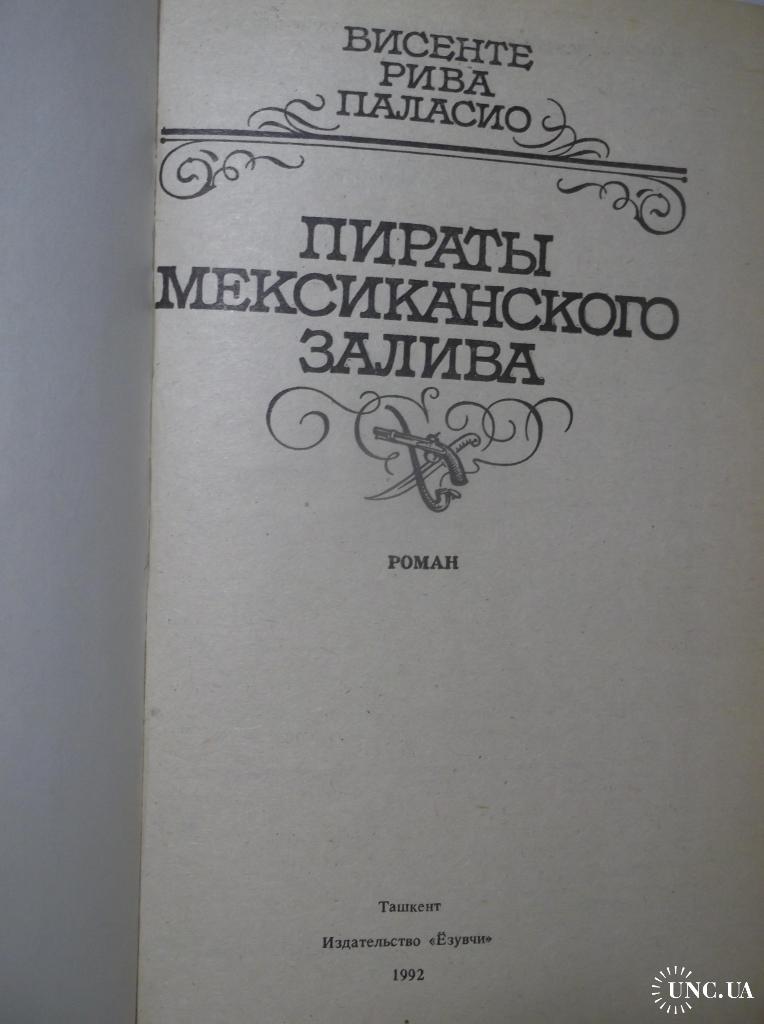 ВИСЕНТЕ
РИВА
ПАЛАСИО
ПИРАТЫ
МЕКСИКАНСКОГО
ЗАЛИВА
РОМАН
Ташкент
Издательство «Ёзувчи»
1992
UNC.UA